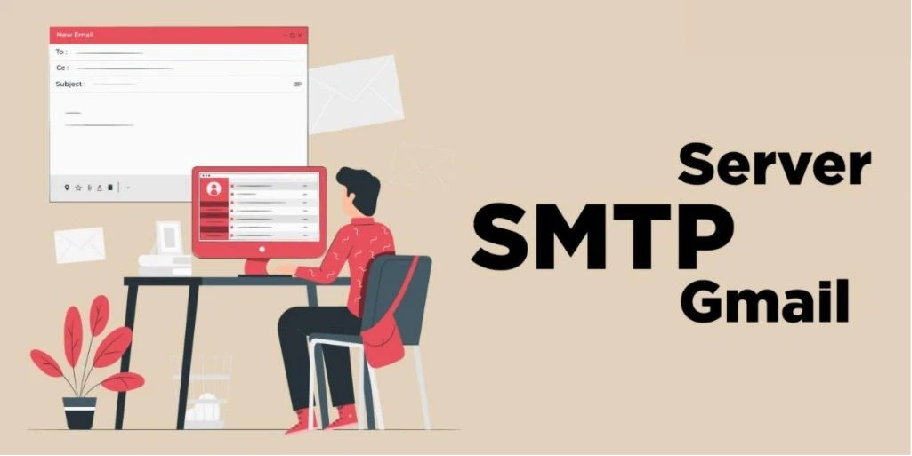 New Email
To :
Cc :
Subject :
Server
SMTP
Gmail